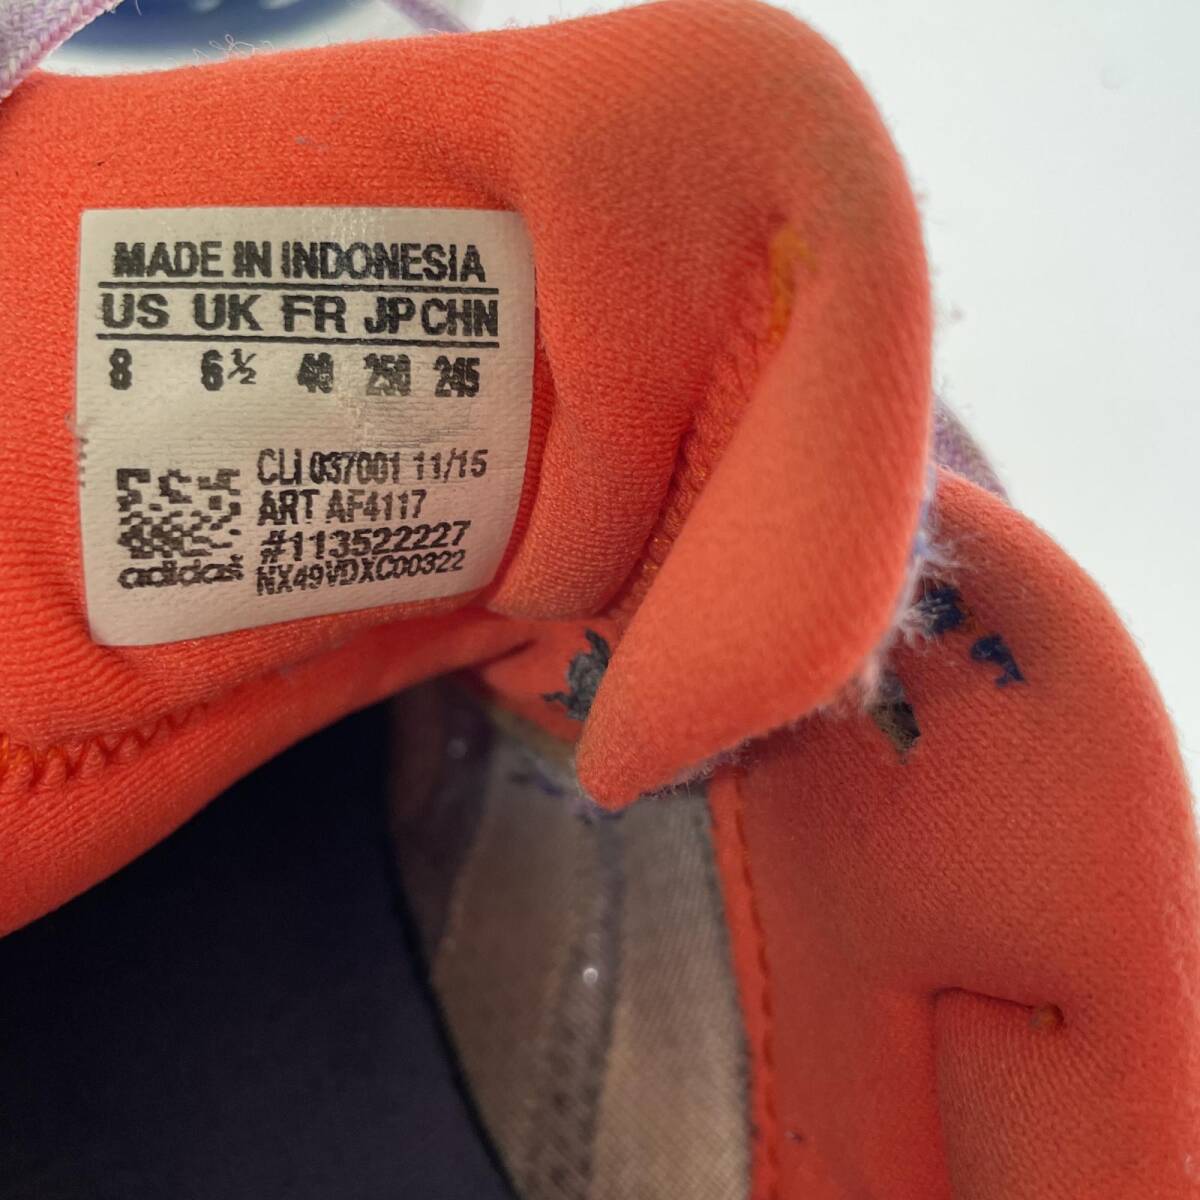 MADE IN INDONESIA
US UK FR JP CHN
8 6½ 40 250 245
CLI 037001 11/15
ART AF4117
#113522227
NX49VDXC00322
adidas